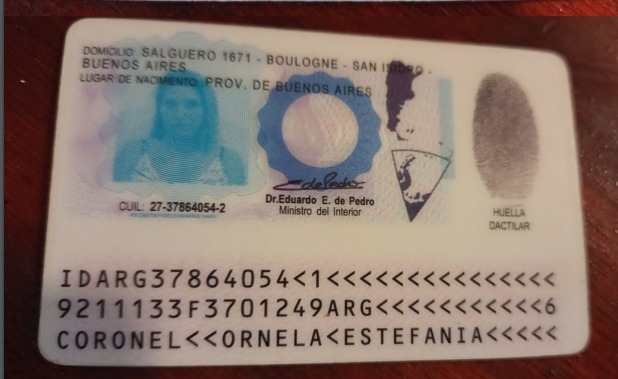 DOMICILIO: SALGUERO 1671 - BOULOGNE - SAN ISIDRO -
BUENOS AIRES
LUGAR DE NACIMIENTO: PROV. DE BUENOS AIRES
CUIL: 27-37864054-2
Dr.Eduardo E. de Pedro
Ministro del Interior
HUELLA
DACTILAR
IDARG37864054<1<<<<<<<<<<<<<<<
9211133F3701249ARG<<<<<<<<<<<6
CORONEL<<ORNELA<ESTEFANIA<<<<<